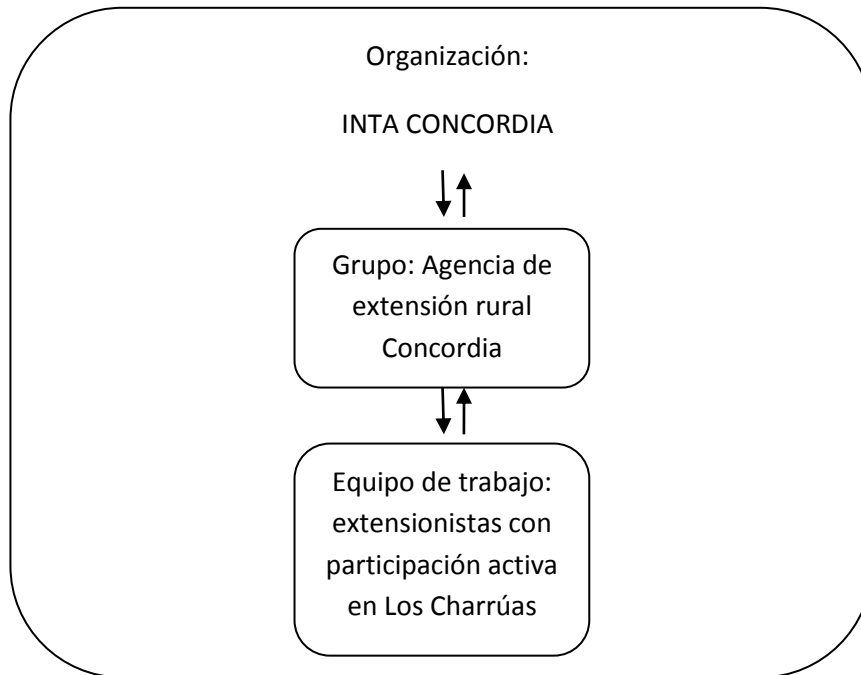 Organización:
INTA CONCORDIA
Grupo: Agencia de
extensión rural
Concordia
Equipo de trabajo:
extensionistas con
participación activa
en Los Charrúas